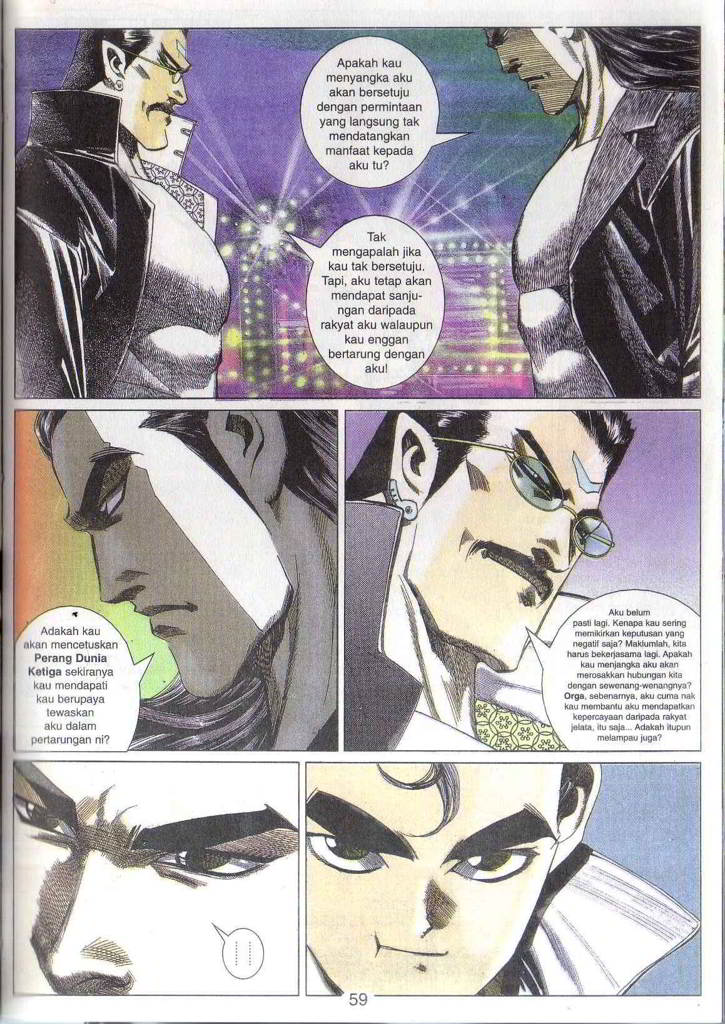 Apakah kau
menyangka aku
akan bersetuju
dengan permintaan
yang langsung tak
mendatangkan
manfaat kepada
aku tu?
Tak
mengapalah jika
kau tak bersetuju.
Tapi, aku tetap akan
mendapat sanju-
ngan daripada
rakyat aku walaupun
kau enggan
bertarung dengan
aku!
Adakah kau
akan mencetuskan
Perang Dunia
Ketiga sekiranya
kau mendapati
kau berupaya
tewaskan
aku dalam
pertarungan ni?
Aku belum
pasti lagi. Kenapa kau sering
memikirkan keputusan yang
negatif saja? Maklumlah, kita
harus bekerjasama lagi. Apakah
kau menjangka aku akan
merosakkan hubungan kita
dengan sewenang-wenangnya?
Orga, sebenarnya, aku cuma nak
kau membantu aku mendapatkan
kepercayaan daripada rakyat
jelata, itu saja... Adakah itupun
melampau juga?
59